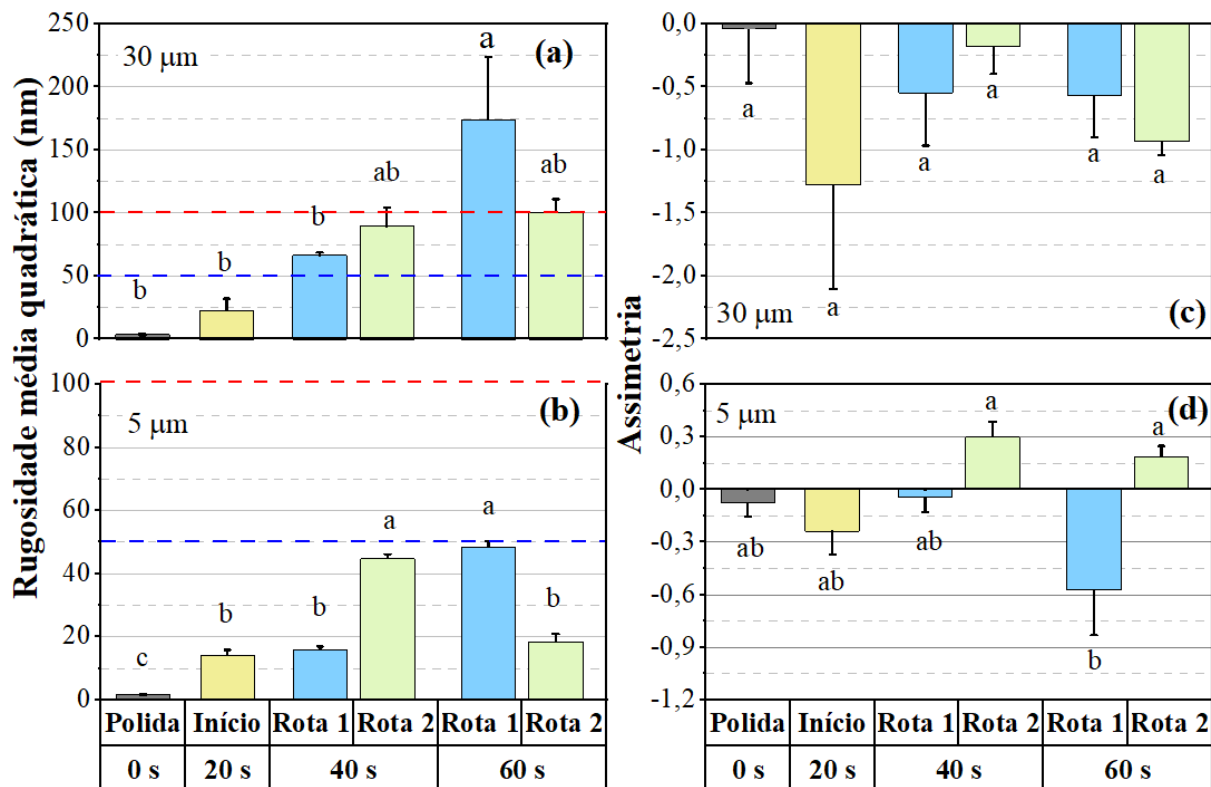 Rugosidade média quadrática (nm)
250
200
150
100
50
0
30 μm
(a)
b
b
b
ab
a
ab
100
80
60
40
20
0
5 μm
(b)
c
b
b
a
a
b
Polida Início Rota 1 Rota 2 Rota 1 Rota 2
0 s 20 s 40 s 60 s
Assimetria
0,0
-0,5
-1,0
-1,5
-2,0
-2,5
30 μm
(c)
a
a
a
a
a
a
0,6
0,3
0,0
-0,3
-0,6
-0,9
-1,2
5 μm
(d)
ab
ab
ab
a
b
a
Polida Início Rota 1 Rota 2 Rota 1 Rota 2
0 s 20 s 40 s 60 s